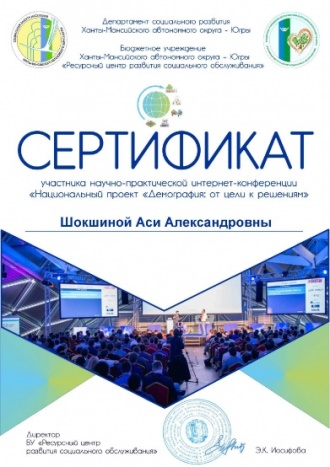 Департамент социального развития
Ханты-Мансийского автономного округа - Югры
Бюджетное учреждение
Ханты-Мансийского автономного округа – Югры
«Ресурсный центр развития социального обслуживания»
СЕРТИФИКАТ
участника научно-практической интернет-конференции
«Национальный проект «Демография: от цели к решениям»
Шокшиной Аси Александровны
Директор
БУ «Ресурсный центр
развития социального обслуживания»
Э.К. Иосифова